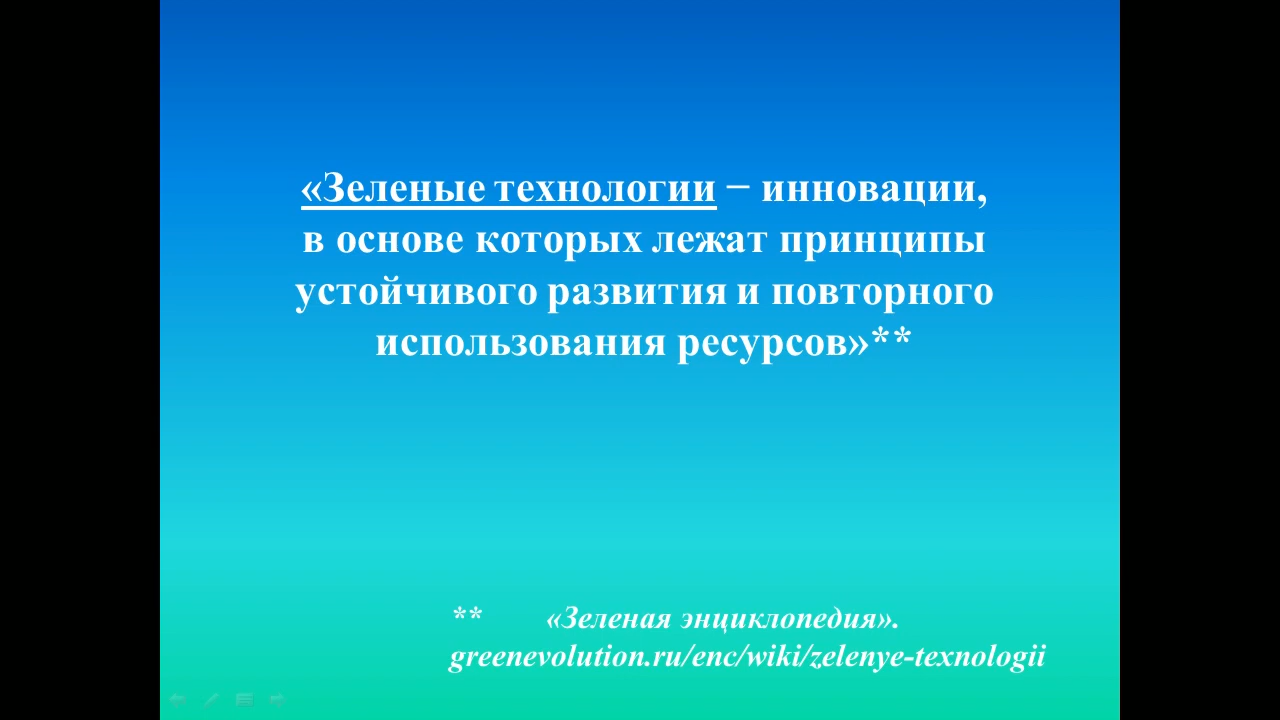 «Зеленые технологии − инновации,
в основе которых лежат принципы
устойчивого развития и повторного
использования ресурсов»**
** «Зеленая энциклопедия».
greenevolution.ru/enc/wiki/zelenye-texnologii